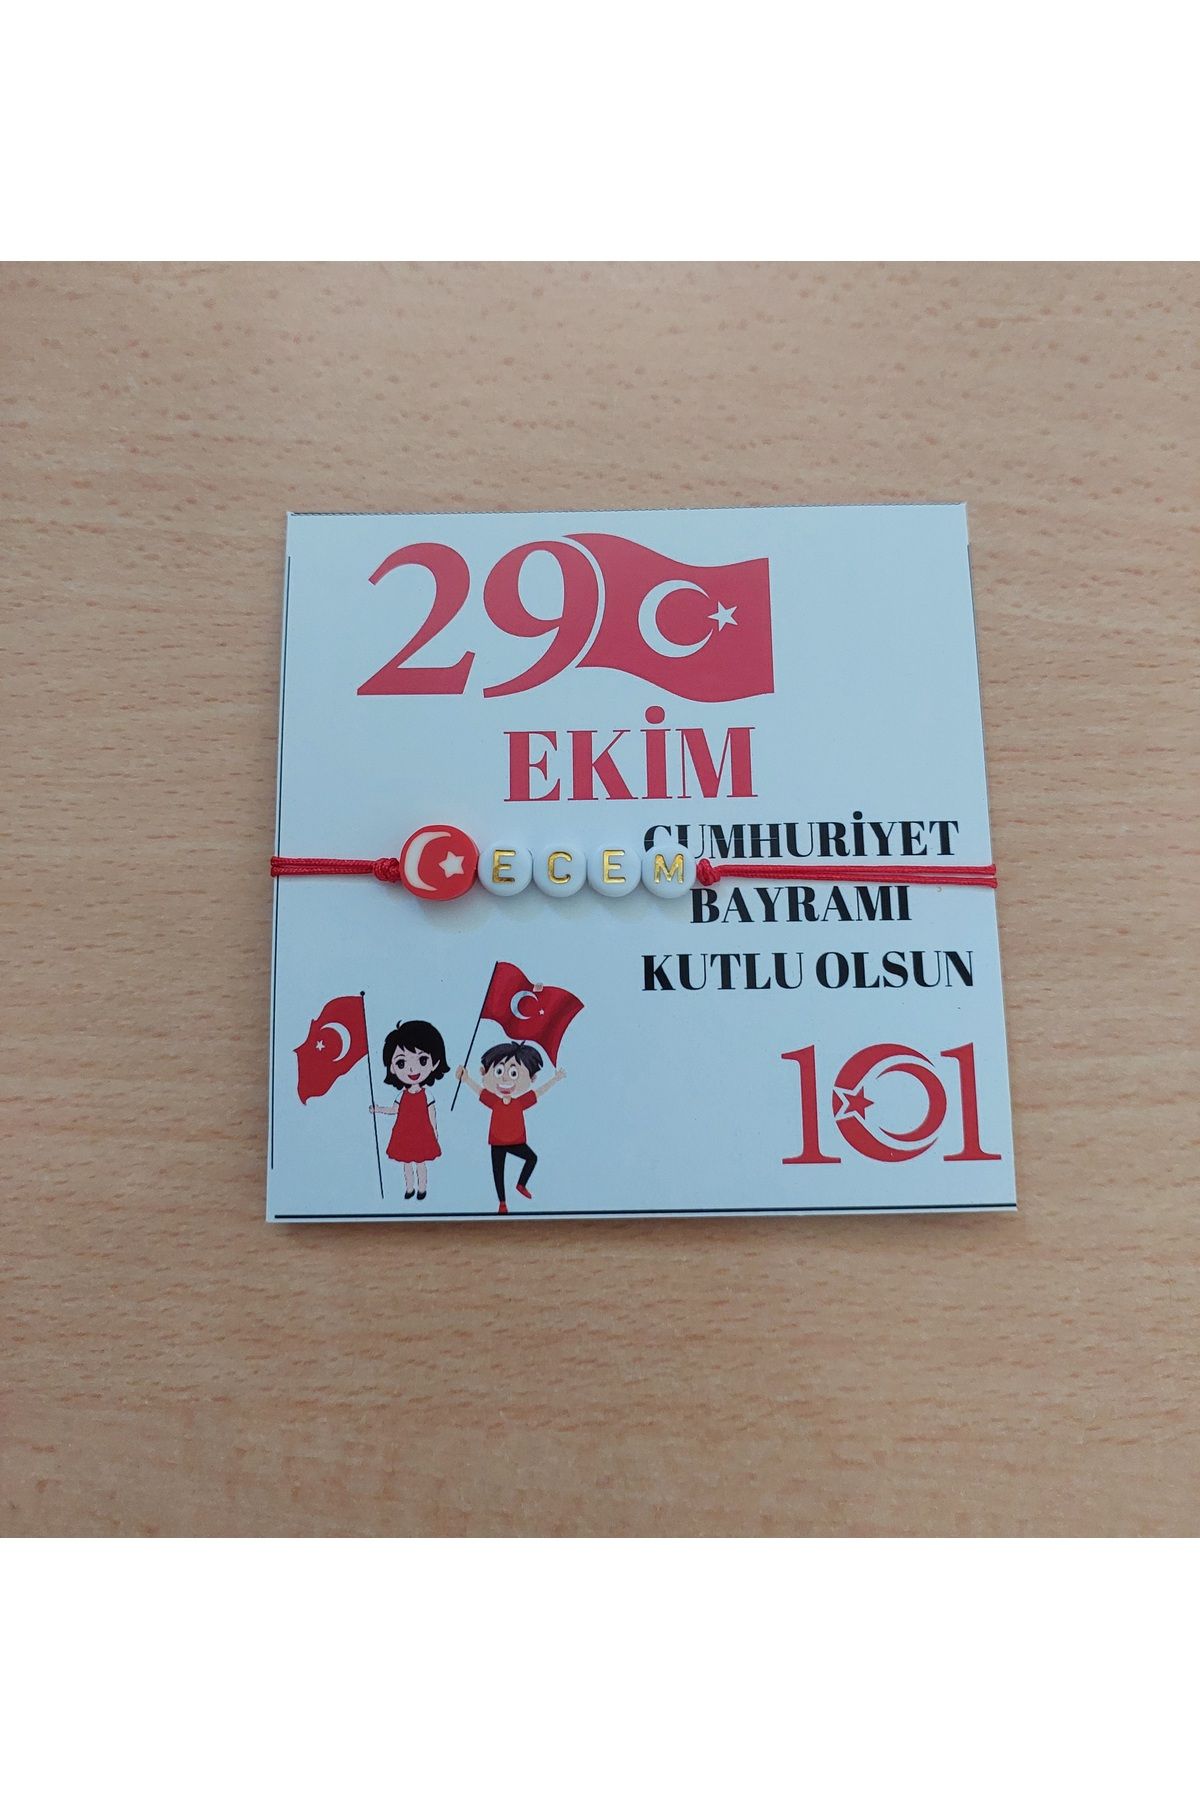 29
EKİM
CUMHURİYET
ECEM
BAYRAMI
KUTLU OLSUN
101